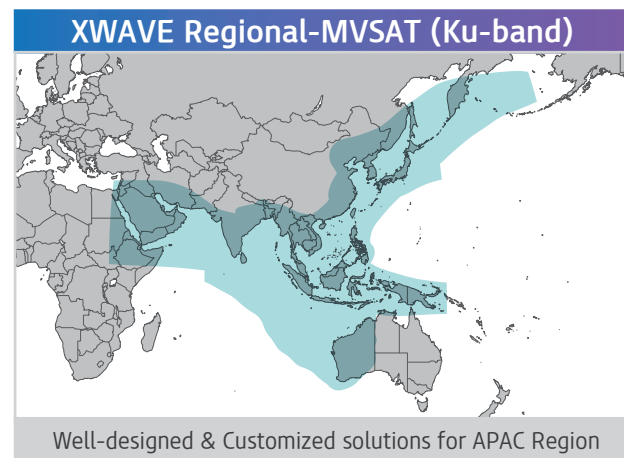 XWAVE Regional-MVSAT (Ku-band)
Well-designed & Customized solutions for APAC Region